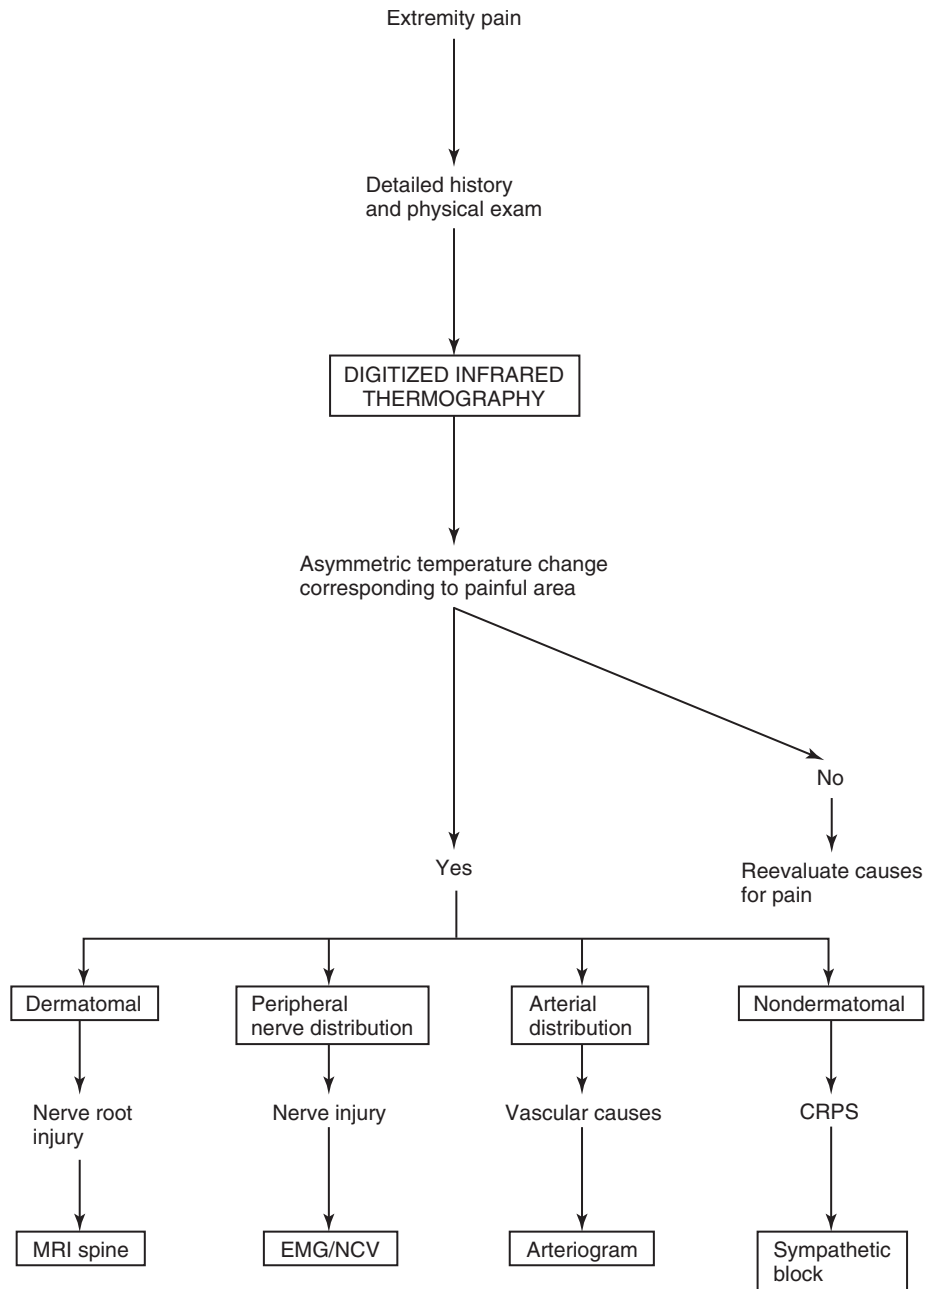 Extremity pain
Detailed history
and physical exam
DIGITIZED INFRARED
THERMOGRAPHY
Asymmetric temperature change
corresponding to painful area
No
Reevaluate causes
for pain
Yes
Dermatomal
Peripheral
nerve distribution
Arterial
distribution
Nondermatomal
Nerve root
injury
Nerve injury
Vascular causes
CRPS
MRI spine
EMG/NCV
Arteriogram
Sympathetic
block